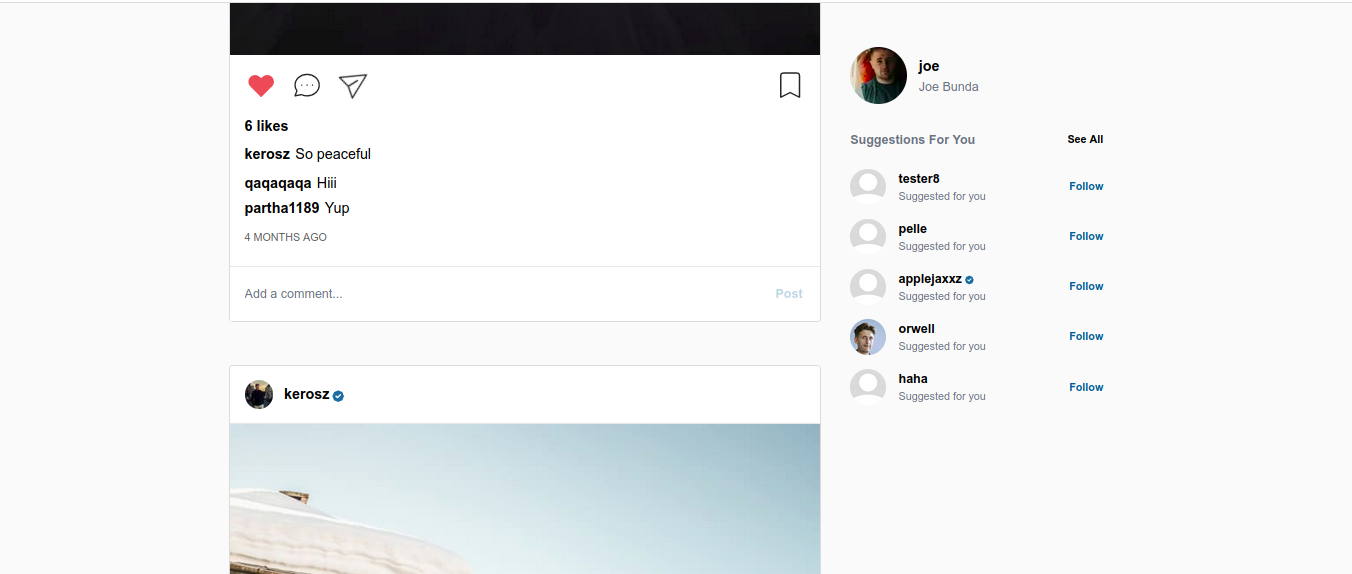 6 likes
kerosz So peaceful
qaqaqaqa Hiii
partha1189 Yup
4 MONTHS AGO
Add a comment... Post
kerosz
joe
Joe Bunda
Suggestions For You See All
tester8
Suggested for you
Follow
pelle
Suggested for you
Follow
applejaxxz
Suggested for you
Follow
orwell
Suggested for you
Follow
haha
Suggested for you
Follow